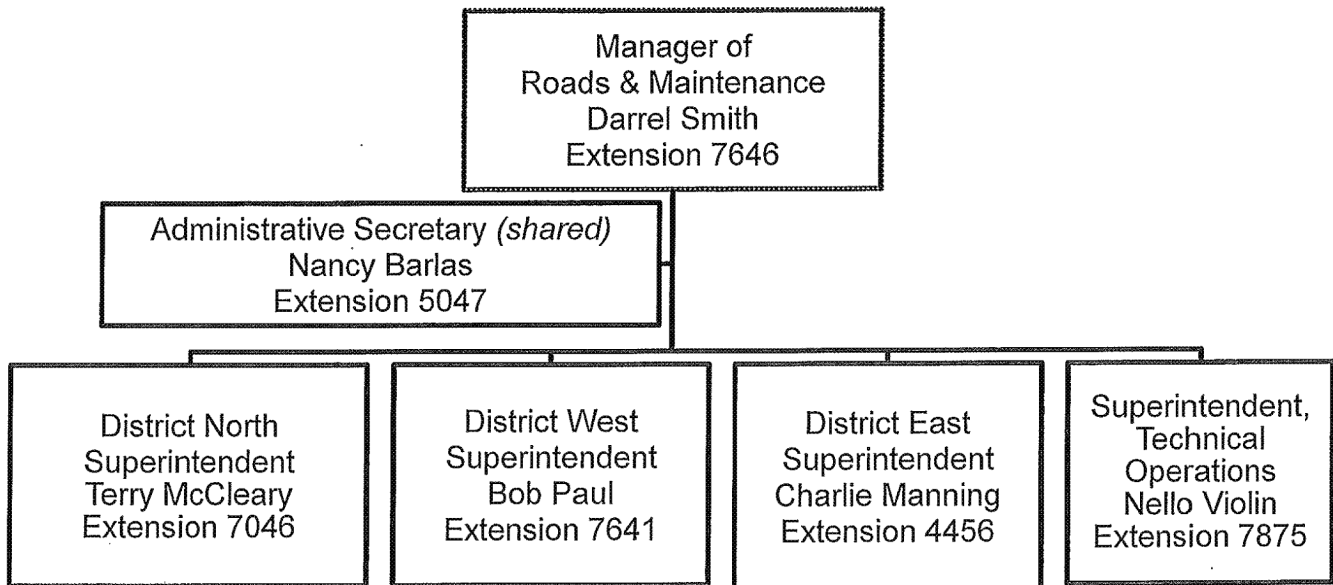 Manager of
Roads & Maintenance
Darrel Smith
Extension 7646
Administrative Secretary (shared)
Nancy Barlas
Extension 5047
District North
Superintendent
Terry McCleary
Extension 7046
District West
Superintendent
Bob Paul
Extension 7641
District East
Superintendent
Charlie Manning
Extension 4456
Superintendent,
Technical
Operations
Nello Violin
Extension 7875